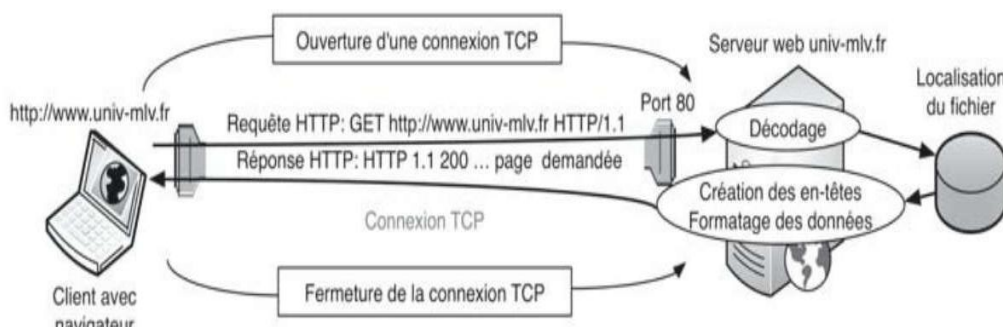 Ouverture d'une connexion TCP
Serveur web univ-mlv.fr
Localisation
du fichier
http://www.univ-mlv.fr
Port 80
Requête HTTP: GET http://www.univ-mlv.fr HTTP/1.1
Décodage
Réponse HTTP: HTTP 1.1 200 ... page demandée
Création des en-têtes
Formatage des données
Connexion TCP
Fermeture de la connexion TCP
Client avec
navigateur